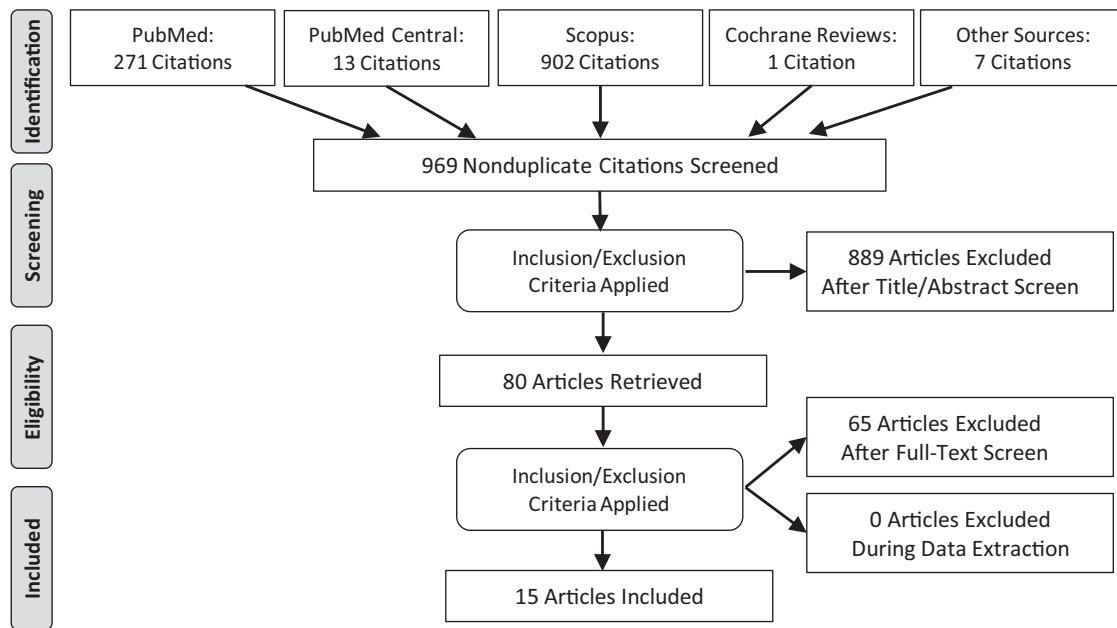 Identification
PubMed:
271 Citations
PubMed Central:
13 Citations
Scopus:
902 Citations
Cochrane Reviews:
1 Citation
Other Sources:
7 Citations
969 Nonduplicate Citations Screened
Screening
Inclusion/Exclusion
Criteria Applied
889 Articles Excluded
After Title/Abstract Screen
Eligibility
80 Articles Retrieved
Inclusion/Exclusion
Criteria Applied
65 Articles Excluded
After Full-Text Screen
0 Articles Excluded
During Data Extraction
Included
15 Articles Included